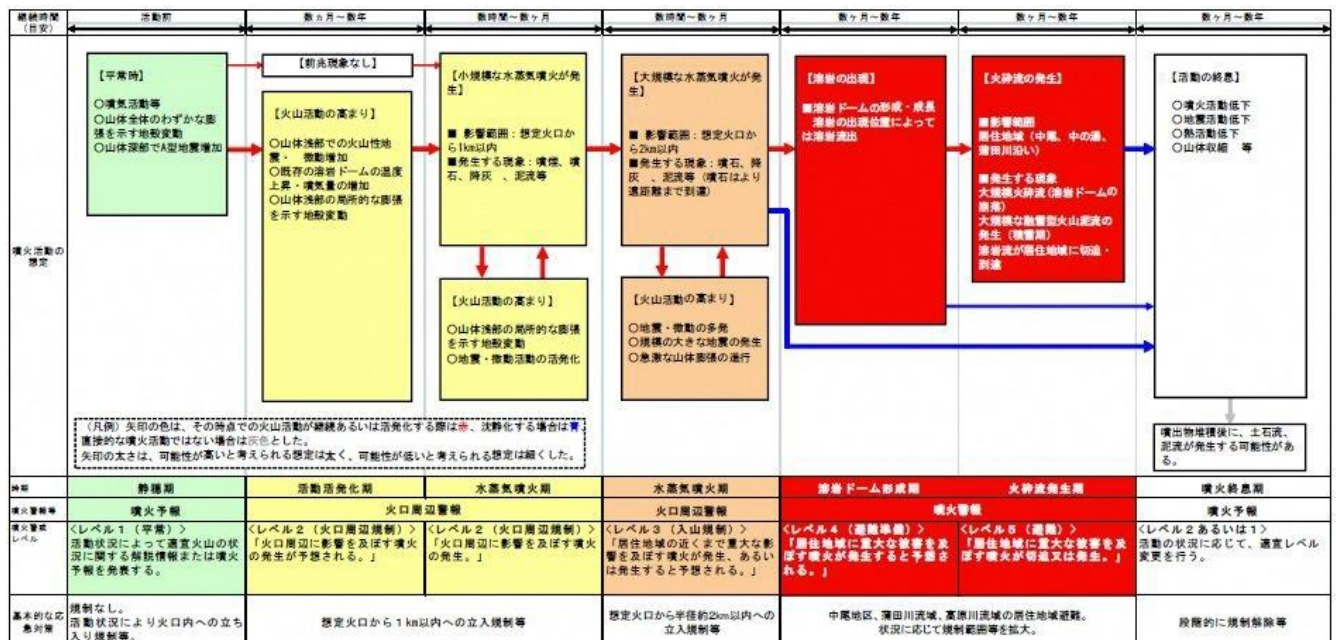 継続時間
（目安）
活動前
数ヵ月～数年
数時間～数ヶ月
数時間～数ヶ月
数ヶ月～数年
数ヶ月～数年
数ヶ月～数年
噴火活動の
想定
【平常時】
〇噴気活動等
〇山体全体のわずかな膨
張を示す地殻変動
〇山体深部でA型地震増加
【前兆現象なし】
【火山活動の高まり】
〇山体浅部での火山性地
震・ 微動増加
〇既存の溶岩ドームの温度
上昇・噴気量の増加
〇山体浅部の局所的な膨張
を示す地殻変動
【小規模な水蒸気噴火が発
生】
■ 影響範囲：想定火口か
ら1km以内
■発生する現象：噴煙、噴
石、降灰 、泥流等
【火山活動の高まり】
〇山体浅部の局所的な膨張
を示す地殻変動
〇地震・微動活動の活発化
【大規模な水蒸気噴火が発
生】
■ 影響範囲：想定火口か
ら2km以内
■発生する現象：噴石、降
灰 、泥流等（噴石はより
遠距離まで到達）
【火山活動の高まり】
〇地震・微動の多発
〇規模の大きな地震の発生
〇急激な山体膨張の進行
【溶岩の出現】
■溶岩ドームの形成・成長
溶岩の出現位置によって
は溶岩流出
【火砕流の発生】
■影響範囲
居住地域（中尾、中の湯、
蒲田川沿い）
■発生する現象
大規模火砕流（溶岩ドームの
崩落）
大規模な融雪型火山泥流の
発生（積雪期）
溶岩流が居住地域に切迫・
到達
【活動の終息】
〇噴火活動低下
〇地震活動低下
〇熱活動低下
〇山体収縮 等
噴出物堆積後に、土石流、
泥流が発生する可能性があ
る。
（凡例）矢印の色は、その時点での火山活動が継続あるいは活発化する際は赤、沈静化する場合は青、
直接的な噴火活動ではない場合は灰色とした。
矢印の太さは、可能性が高いと考えられる想定は太く、可能性が低いと考えられる想定は細くした。
時期
静穏期
活動活発化期
水蒸気噴火期
水蒸気噴火期
溶岩ドーム形成期
火砕流発生期
噴火終息期
噴火警報等
噴火予報
火口周辺警報
火口周辺警報
噴火警報
噴火予報
噴火警戒
レベル
＜レベル１（平常）＞
活動状況によって適宜火山の状
況に関する解説情報または噴火
予報を発表する。
＜レベル２（火口周辺規制）＞
「火口周辺に影響を及ぼす噴火
の発生が予想される。」
＜レベル２（火口周辺規制）＞
「火口周辺に影響を及ぼす噴火
の発生。」
＜レベル３（入山規制）＞
「居住地域の近くまで重大な影
響を及ぼす噴火が発生、あるい
は発生すると予想される。」
＜レベル４（避難準備）＞
「居住地域に重大な被害を及
ぼす噴火が発生すると予想さ
れる。」
＜レベル５（避難）＞
「居住地域に重大な被害を及
ぼす噴火が切迫又は発生。」
＜レベル２あるいは１＞
活動の状況に応じて、適宜レベル
変更を行う。
基本的な応
急対策
規制なし。
活動状況により火口内への立ち
入り規制等。
想定火口から１km以内への立入規制等
想定火口から半径約2km以内への
立入規制等
中尾地区、蒲田川流域、高原川流域の居住地域避難。
状況に応じて規制範囲等を拡大。
段階的に規制解除等